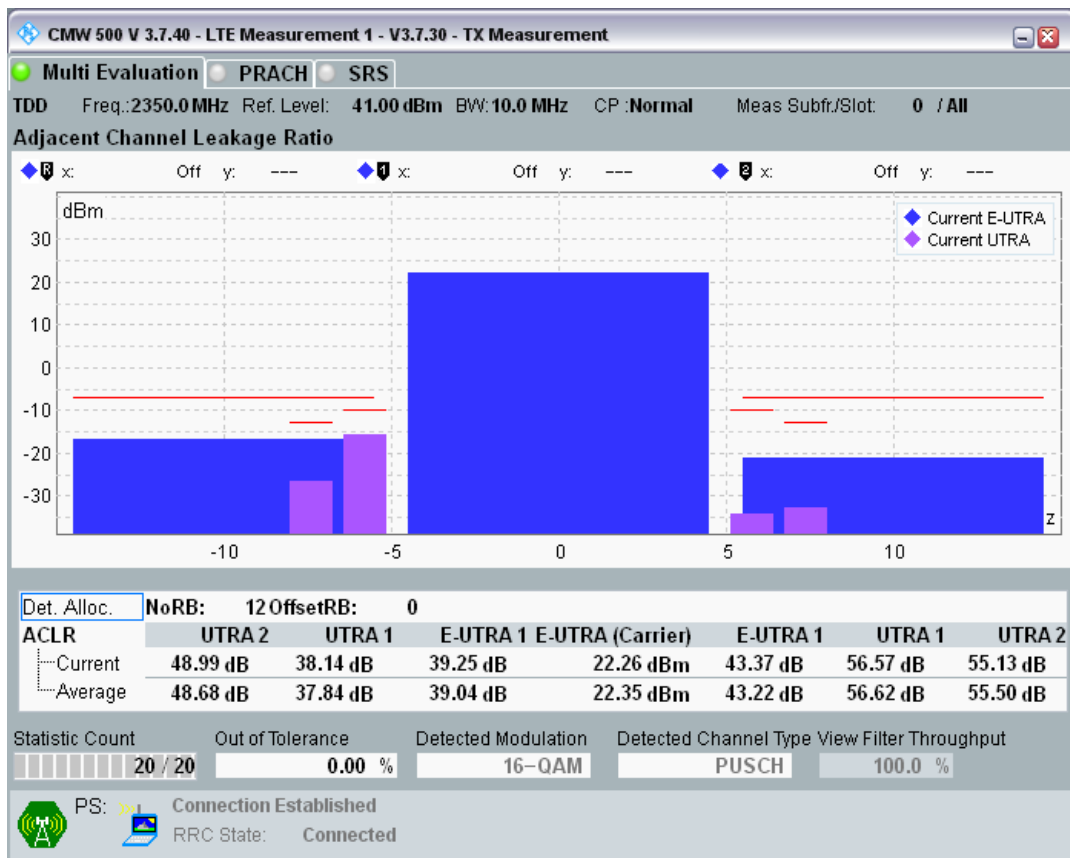 CMW 500 V 3.7.40 - LTE Measurement 1 - V3.7.30 - TX Measurement
Multi Evaluation PRACH SRS
TDD Freq.:2350.0 MHz Ref. Level: 41.00 dBm BW:10.0 MHz CP :Normal Meas Subfr./Slot: 0 / All
Adjacent Channel Leakage Ratio
R x: Off y: --- 1 x: Off y: --- 2 x: Off y: ---
dBm
Current E-UTRA
Current UTRA
30
20
10
0
-10
-20
-30
z
-10 -5 0 5 10
Det. Alloc. NoRB: 12 OffsetRB: 0
ACLR UTRA 2 UTRA 1 E-UTRA 1 E-UTRA (Carrier) E-UTRA 1 UTRA 1 UTRA 2
Current 48.99 dB 38.14 dB 39.25 dB 22.26 dBm 43.37 dB 56.57 dB 55.13 dB
Average 48.68 dB 37.84 dB 39.04 dB 22.35 dBm 43.22 dB 56.62 dB 55.50 dB
Statistic Count Out of Tolerance Detected Modulation Detected Channel Type View Filter Throughput
20 / 20 0.00 % 16-QAM PUSCH 100.0 %
PS: Connection Established
RRC State: Connected